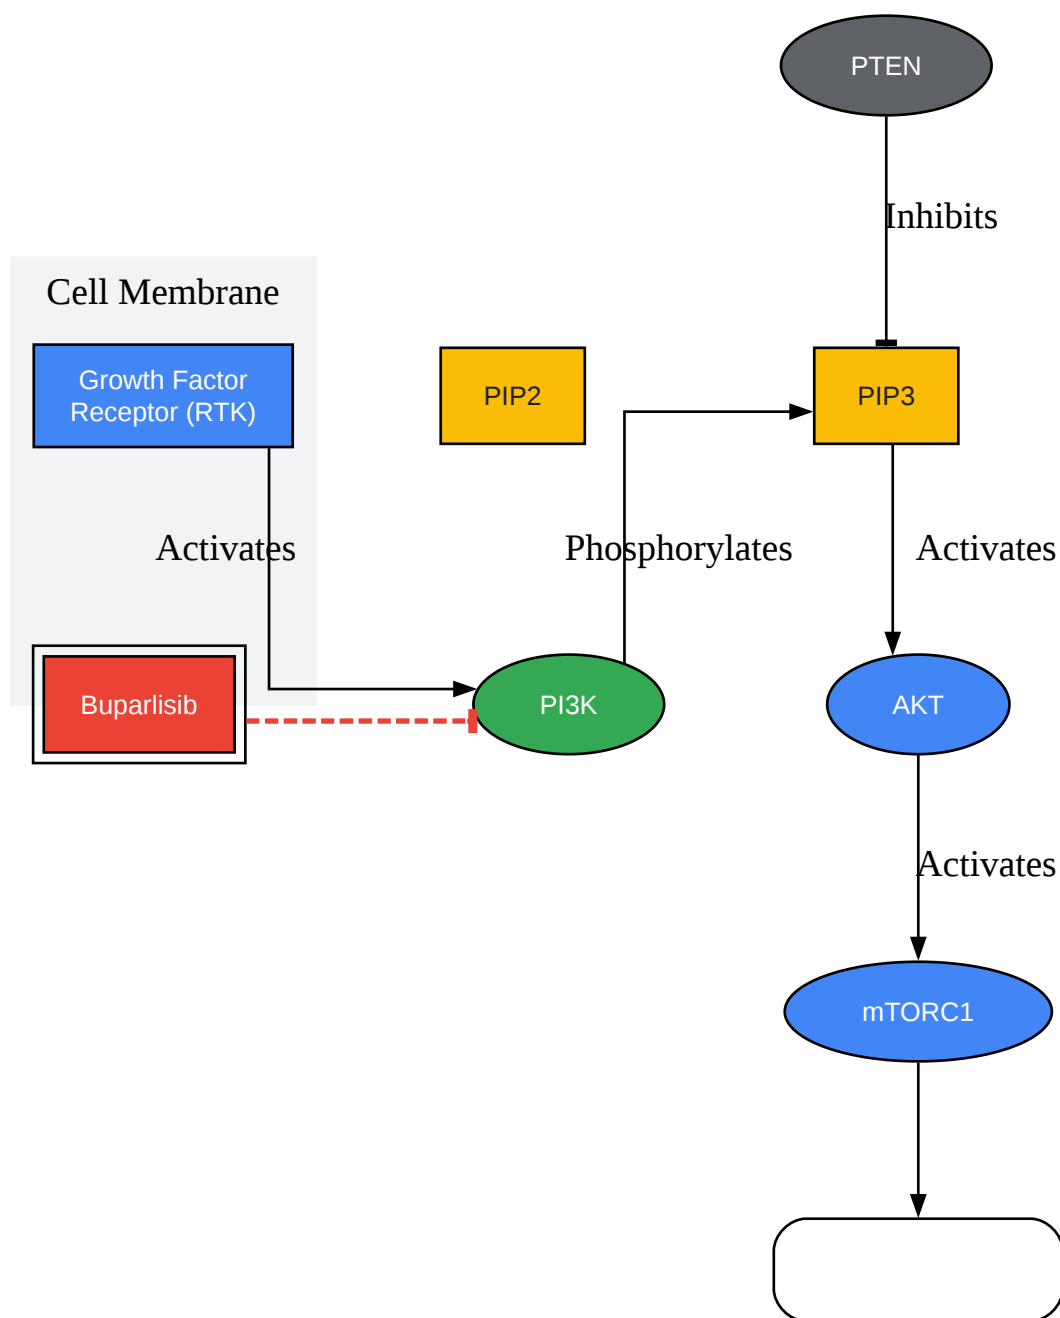 PTEN
Inhibits
Cell Membrane
Growth Factor
Receptor (RTK)
PIP2
PIP3
Activates
Phosphorylates
Activates
Buparlisib
PI3K
AKT
Activates
mTORC1